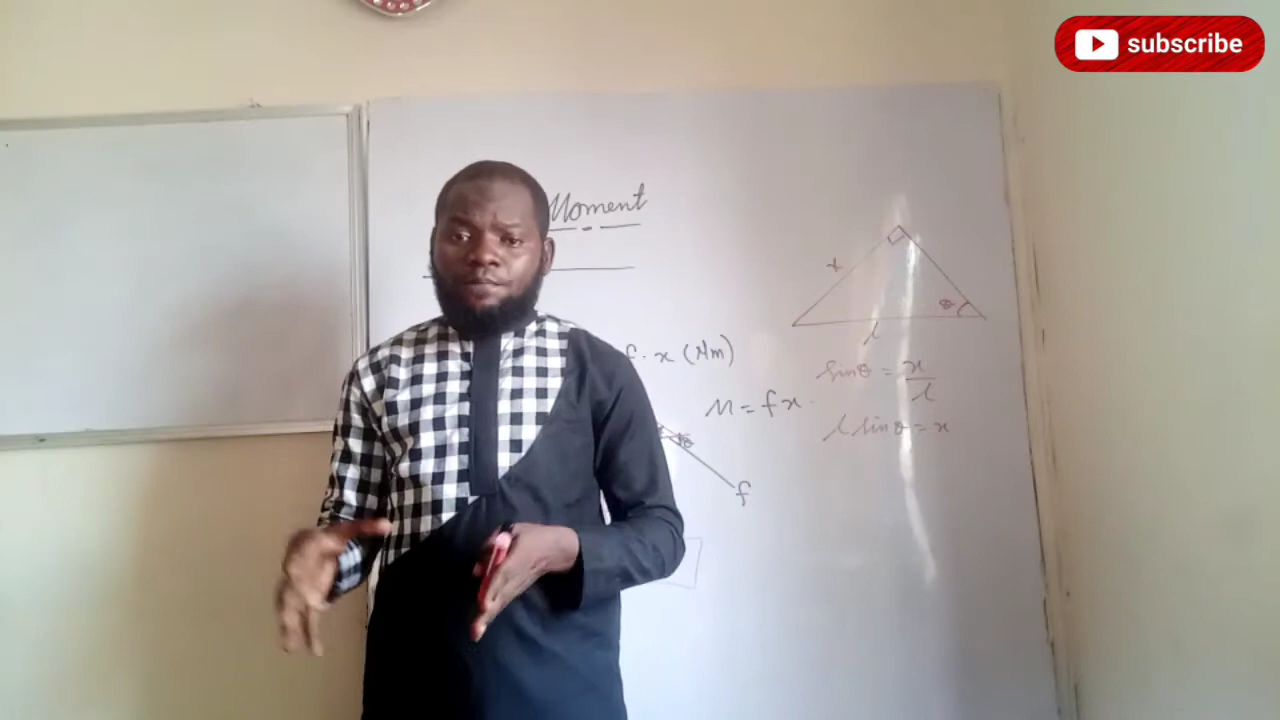 subscribe
Moment
x
θ
l
f. x (Nm)
sinθ = x/l
M = fx.
l sinθ = x
θ
f